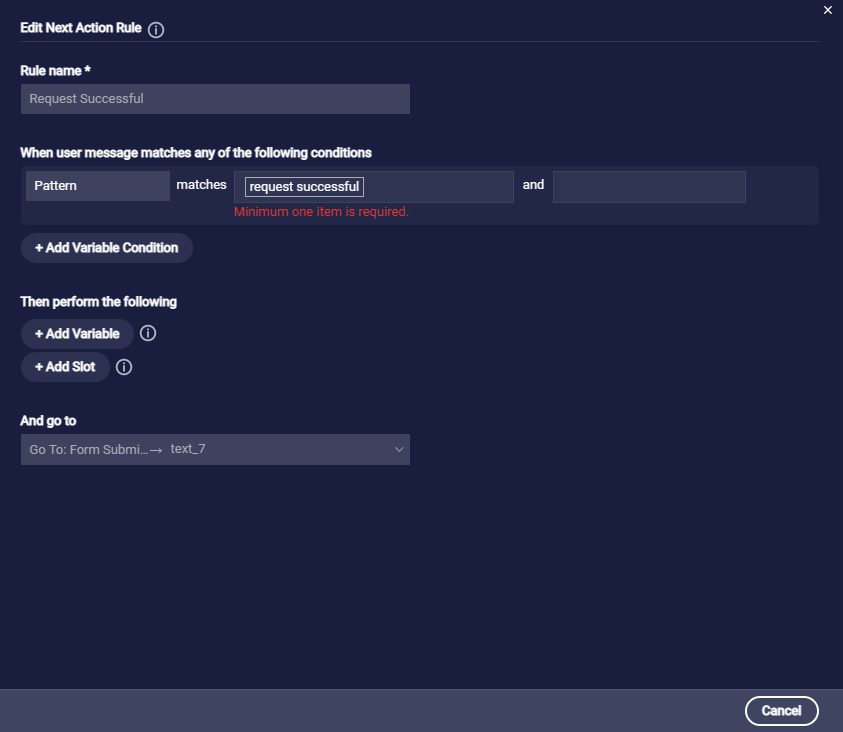 Edit Next Action Rule
Rule name *
Request Successful
When user message matches any of the following conditions
Pattern matches request successful and
Minimum one item is required.
+ Add Variable Condition
Then perform the following
+ Add Variable
+ Add Slot
And go to
Go To: Form Submi...→ text_7
Cancel